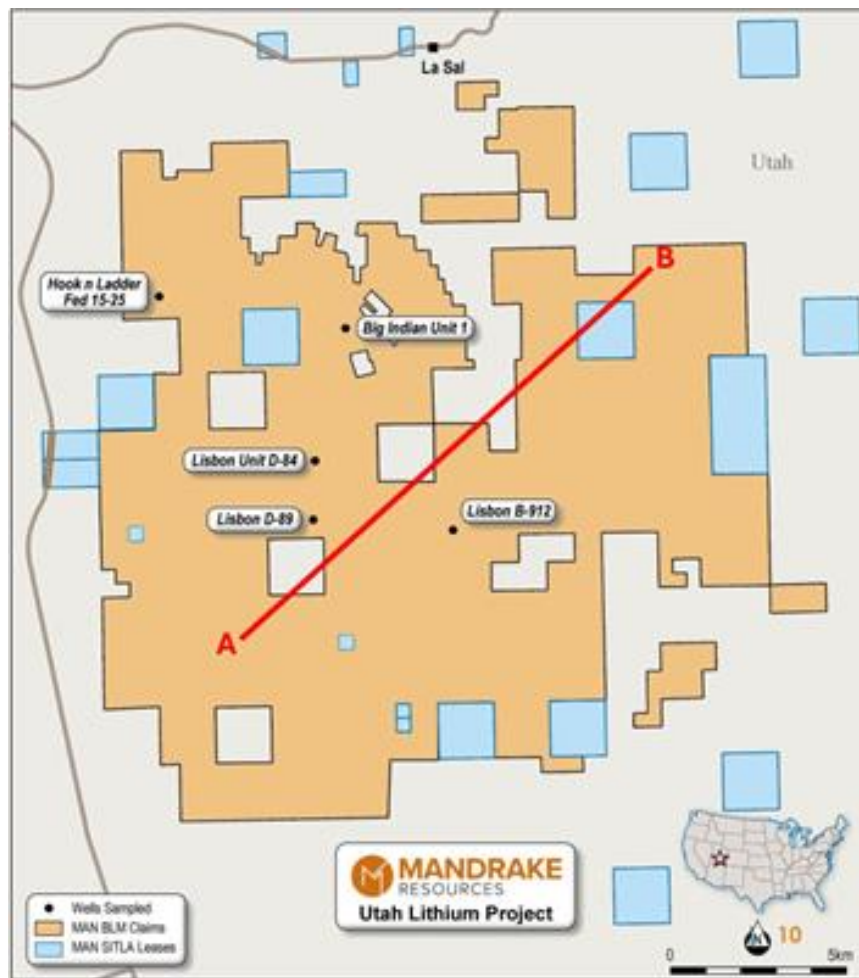 La Sal
Utah
B
Hook n Ladder
Fed 15-25
Big Indian Unit 1
Lisbon Unit D-84
Lisbon D-89
Lisbon B-912
A
MANDRAKE
RESOURCES
Utah Lithium Project
Wells Sampled
MAN BLM Claims
MAN SITLA Leases
10
0
5km